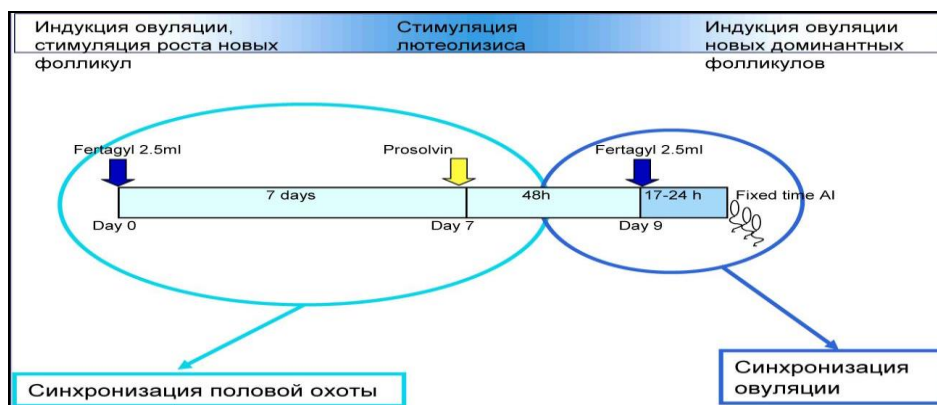 Индукция овуляции,
стимуляция роста новых
фолликул
Стимуляция
лютеолизиса
Индукция овуляции
новых доминантных
фолликулов
Fertagyl 2.5ml
Prosolvin
Fertagyl 2.5ml
7 days
48h
17-24 h
Fixed time AI
Day 0
Day 7
Day 9
Синхронизация половой охоты
Синхронизация
овуляции